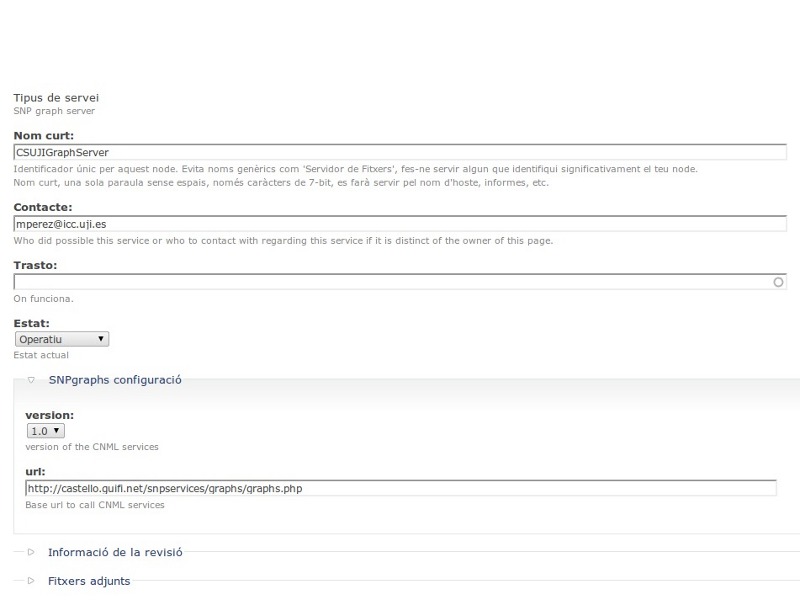 Tipus de servei
SNP graph server
Nom curt:
CSUJIGraphServer
Identificador únic per aquest node. Evita noms genèrics com 'Servidor de Fitxers', fes-ne servir algun que identifiqui significativament el teu node.
Nom curt, una sola paraula sense espais, només caràcters de 7-bit, es farà servir pel nom d'hoste, informes, etc.
Contacte:
mperez@icc.uji.es
Who did possible this service or who to contact with regarding this service if it is distinct of the owner of this page.
Trasto:
On funciona.
Estat:
Operatiu
Estat actual
SNPgraphs configuració
version:
1.0
version of the CNML services
url:
http://castello.guifi.net/snpservices/graphs/graphs.php
Base url to call CNML services
Informació de la revisió
Fitxers adjunts